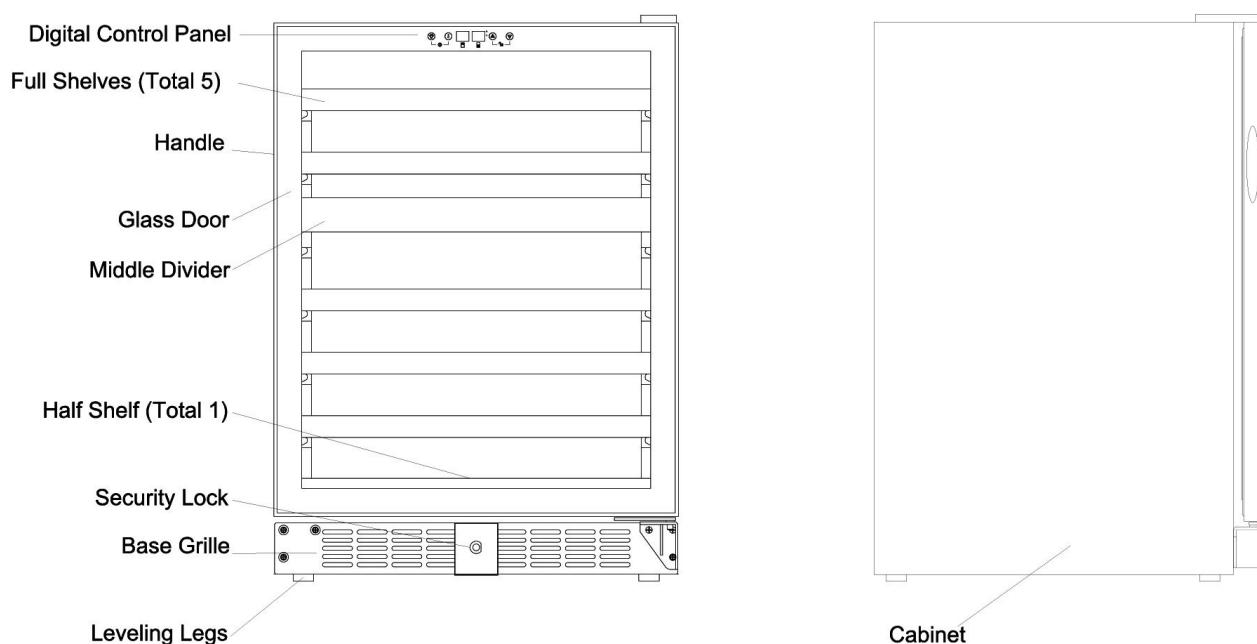 Digital Control Panel
Full Shelves (Total 5)
Handle
Glass Door
Middle Divider
Half Shelf (Total 1)
Security Lock
Base Grille
Leveling Legs
Cabinet